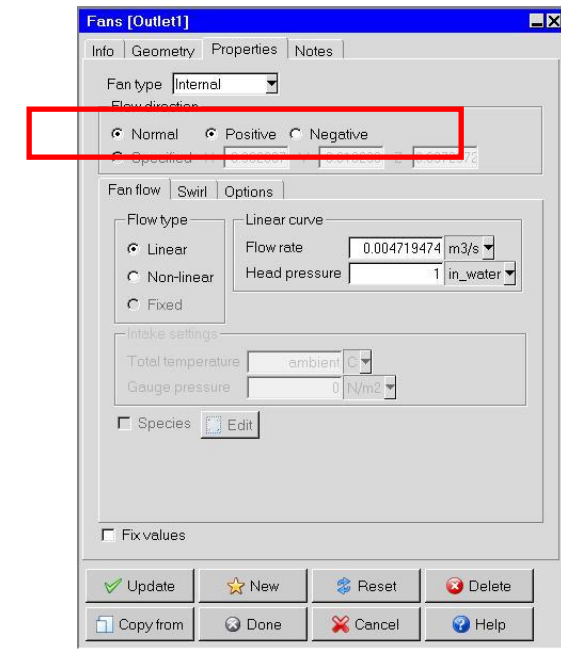 Fans [Outlet1]
Info Geometry Properties Notes
Fan type Internal
Flow direction
Normal Positive Negative
Specified
Fan flow Swirl Options
Flow type Linear curve
Linear Flow rate 0.004719474 m3/s
Non-linear Head pressure 1 in_water
Fixed
Intake settings
Total temperature ambient C
Gauge pressure 0 N/m2
Species Edit
Fix values
Update New Reset Delete
Copy from Done Cancel Help